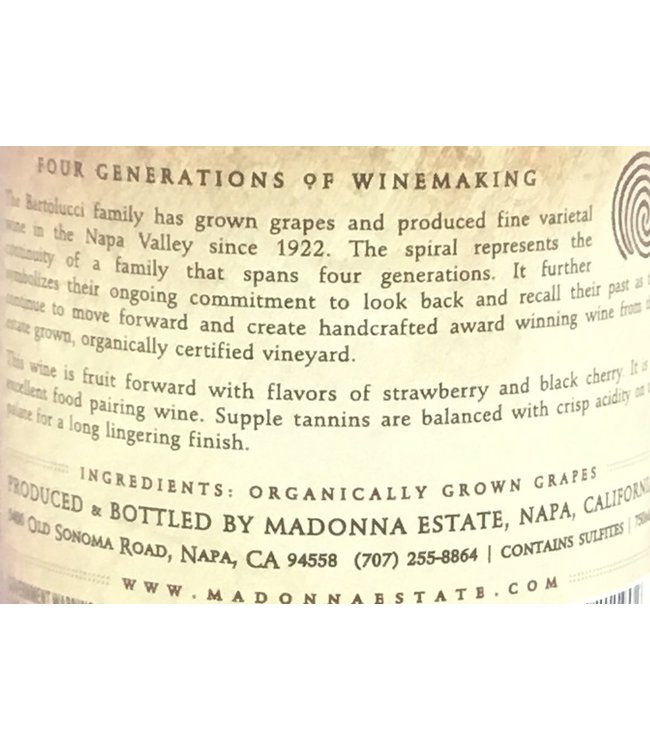 FOUR GENERATIONS OF WINEMAKING
The Bartolucci family has grown grapes and produced fine varietal
wine in the Napa Valley since 1922. The spiral represents the
continuity of a family that spans four generations. It further
symbolizes their ongoing commitment to look back and recall their past as
continue to move forward and create handcrafted award winning wine from
estate grown, organically certified vineyard.
This wine is fruit forward with flavors of strawberry and black cherry. It is
excellent food pairing wine. Supple tannins are balanced with crisp acidity on
palate for a long lingering finish.
INGREDIENTS: ORGANICALLY GROWN GRAPES
PRODUCED & BOTTLED BY MADONNA ESTATE, NAPA, CALIFORNI
OLD SONOMA ROAD, NAPA, CA 94558 (707) 255-8864 | CONTAINS SULFITES |
WWW.MADONNAESTATE.COM